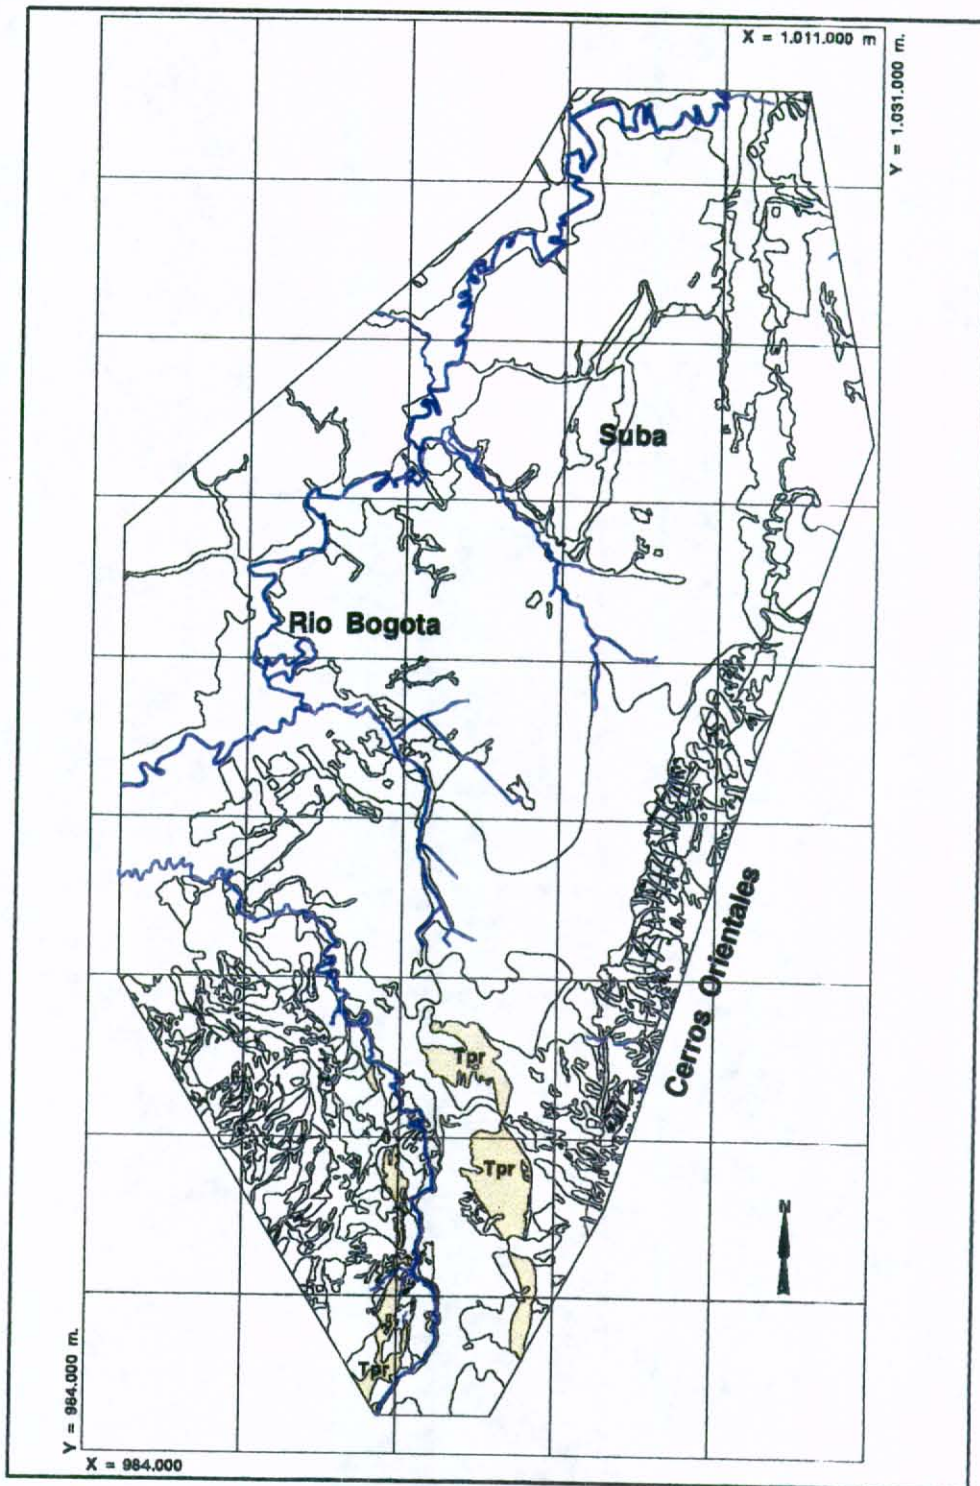 X = 1.011.000 m
Y = 1.031.000 m.
Suba
Rio Bogota
Cerros Orientales
Tpr
Tpr
N
Tpr
Y = 984.000 m.
X = 984.000